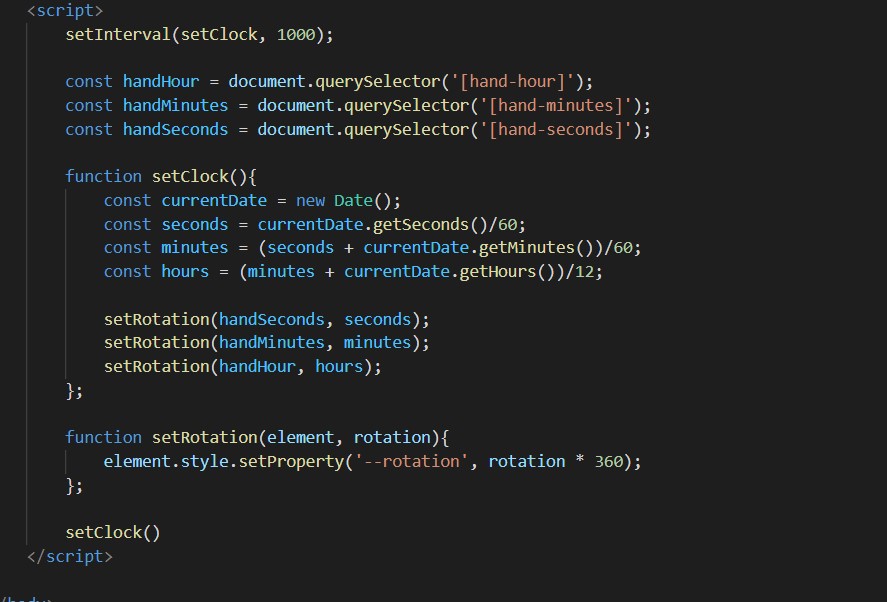 <script>
setInterval(setClock, 1000);
const handHour = document.querySelector('[hand-hour]');
const handMinutes = document.querySelector('[hand-minutes]');
const handSeconds = document.querySelector('[hand-seconds]');
function setClock(){
const currentDate = new Date();
const seconds = currentDate.getSeconds()/60;
const minutes = (seconds + currentDate.getMinutes())/60;
const hours = (minutes + currentDate.getHours())/12;
setRotation(handSeconds, seconds);
setRotation(handMinutes, minutes);
setRotation(handHour, hours);
};
function setRotation(element, rotation){
element.style.setProperty('--rotation', rotation * 360);
};
setClock()
</script>